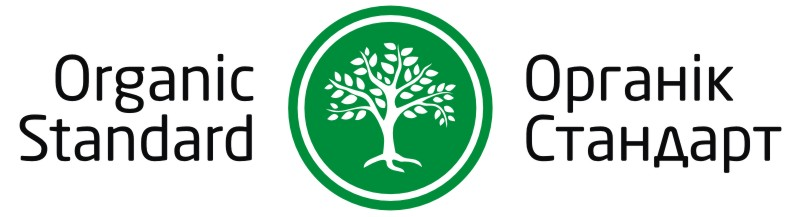 Organic
Standard
Органік
Стандарт